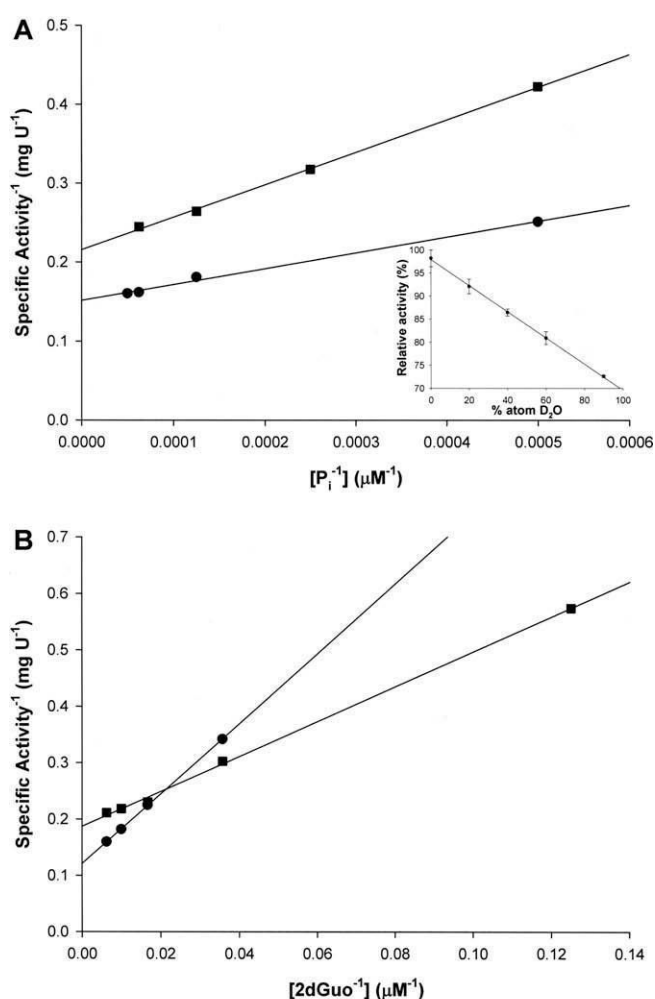 A
Specific Activity⁻¹ (mg U⁻¹)
0.5
0.4
0.3
0.2
0.1
0.0
0.0000 0.0001 0.0002 0.0003 0.0004 0.0005 0.0006
[Pᵢ⁻¹] (μM⁻¹)
Relative activity (%)
100
95
90
85
80
75
70
0 20 40 60 80 100
% atom D₂O
B
Specific Activity⁻¹ (mg U⁻¹)
0.7
0.6
0.5
0.4
0.3
0.2
0.1
0.0
0.00 0.02 0.04 0.06 0.08 0.10 0.12 0.14
[2dGuo⁻¹] (μM⁻¹)